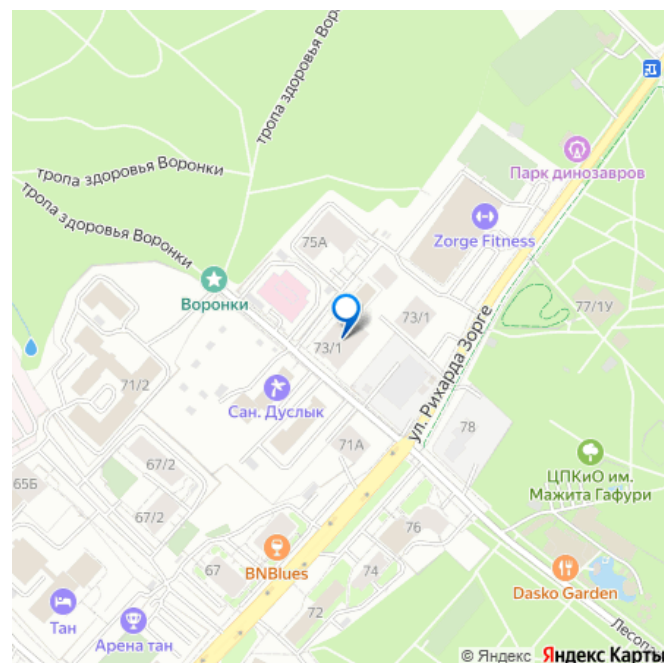 тропа здоровья Воронки
Парк динозавров
тропа здоровья Воронки
тропа здоровья Воронки
Zorge Fitness
75А
Воронки
77/1У
73/1
73/1
ул. Рихарда Зорге
71/2
Сан. Дуслык
78
71А
67/2
65Б
ЦПКиО им.
Мажита Гафури
67/2
76
BNBlues
67
74
Dasko Garden
Тан
72
Арена тан
© Яндекс Яндекс Карты